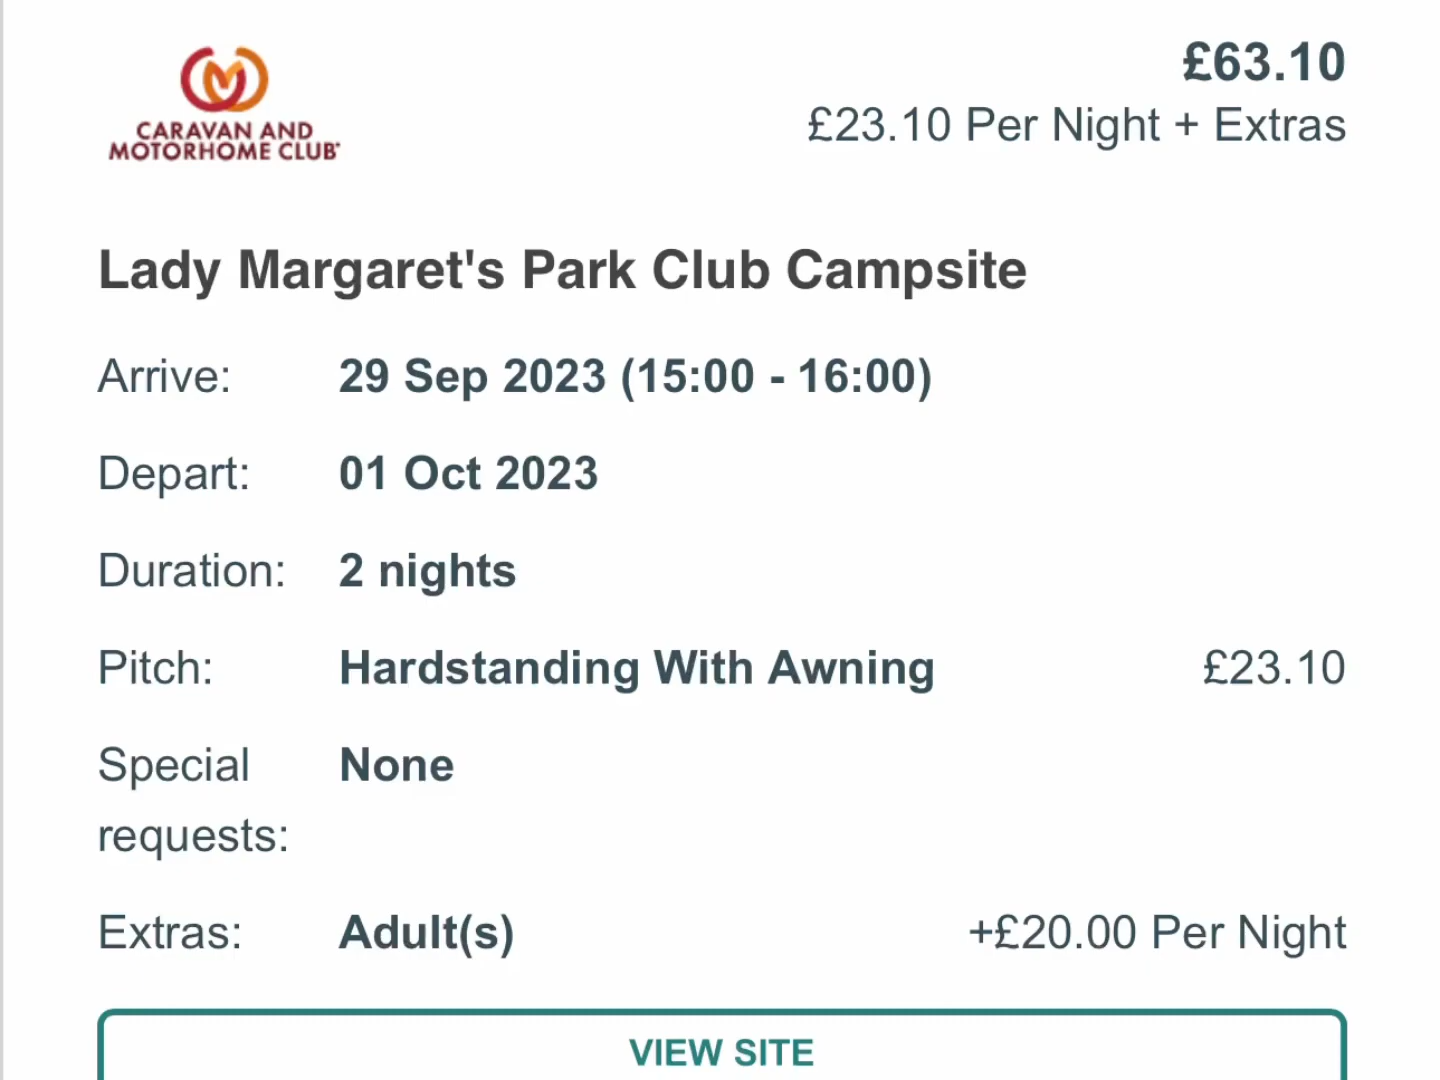 CARAVAN AND
MOTORHOME CLUB
£63.10
£23.10 Per Night + Extras
Lady Margaret's Park Club Campsite
Arrive: 29 Sep 2023 (15:00 - 16:00)
Depart: 01 Oct 2023
Duration: 2 nights
Pitch: Hardstanding With Awning £23.10
Special requests: None
Extras: Adult(s) +£20.00 Per Night
VIEW SITE